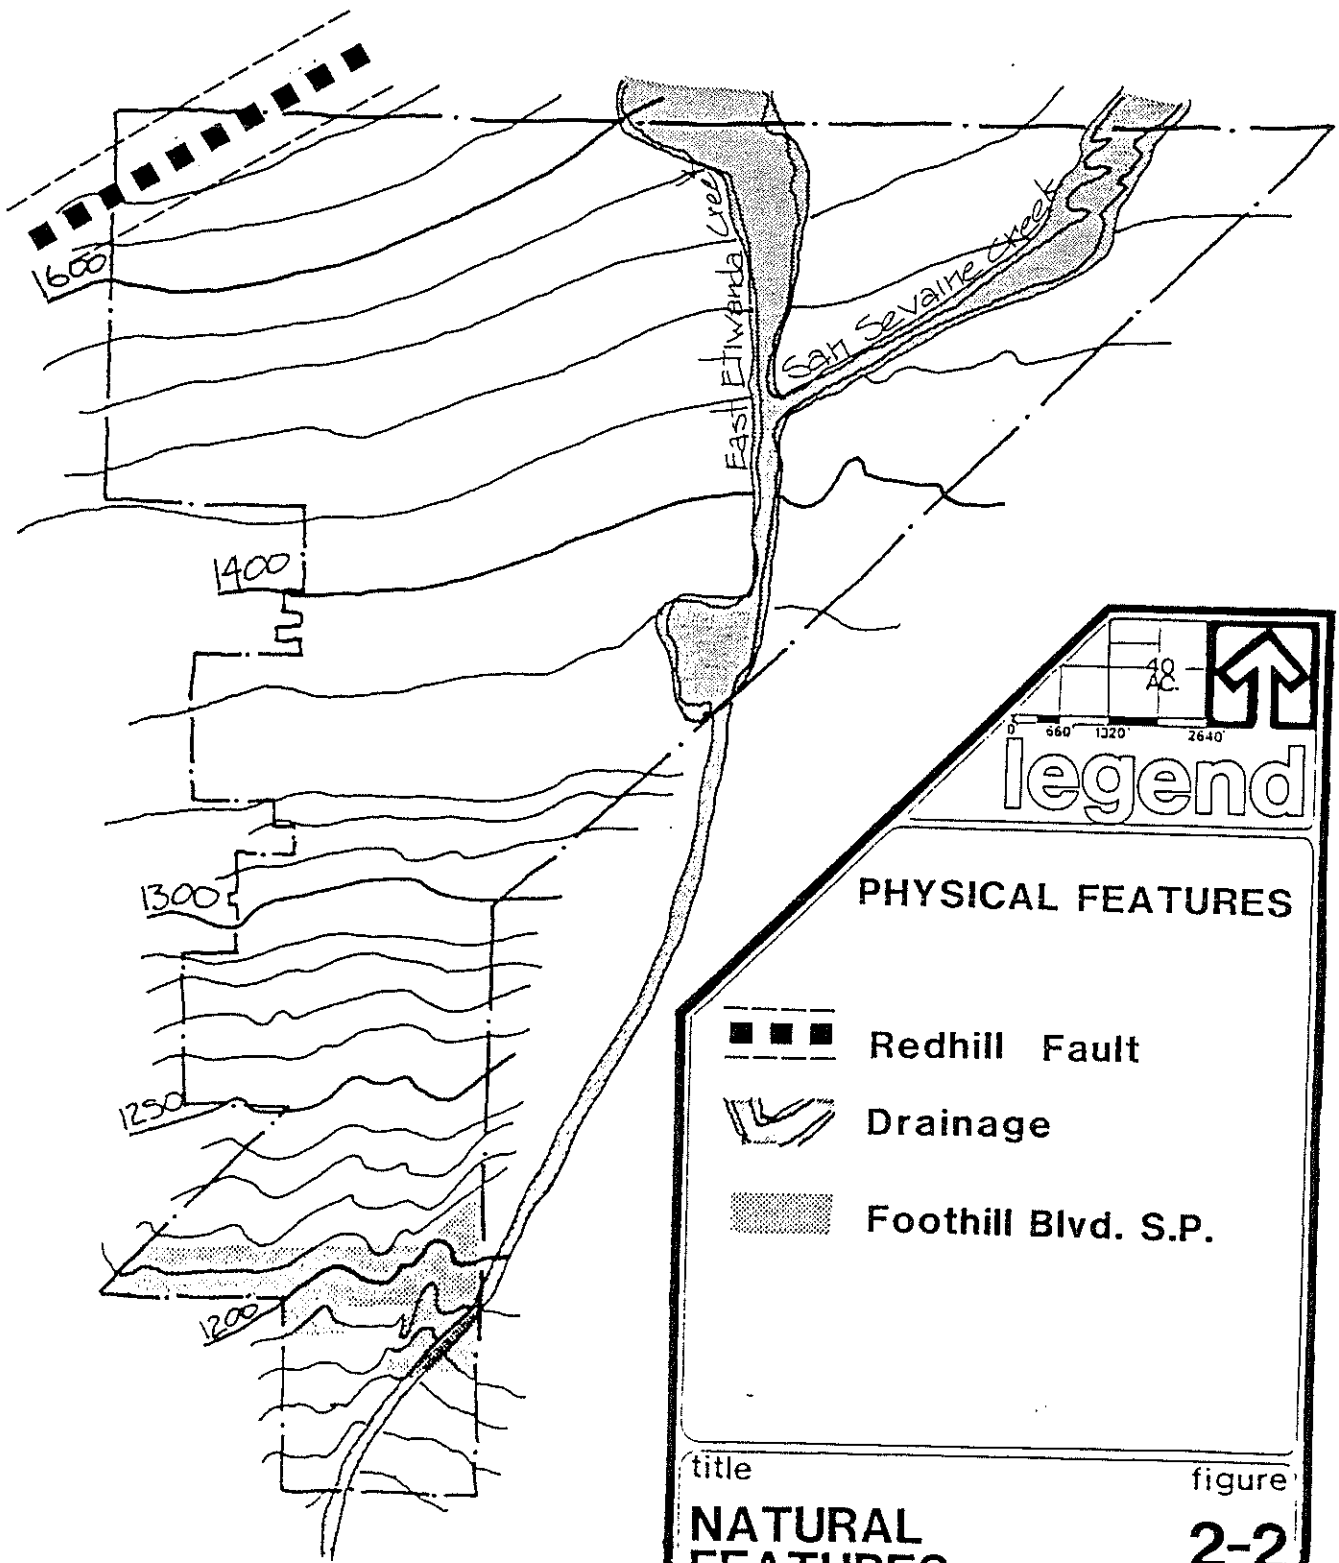 1600
East Etiwanda Creek
San Sevaine Creek
1400
1300
1250
1200
40
AC.
0 660' 1320' 2640'
legend
PHYSICAL FEATURES
Redhill Fault
Drainage
Foothill Blvd. S.P.
title
figure
NATURAL
2-2
FEATURES